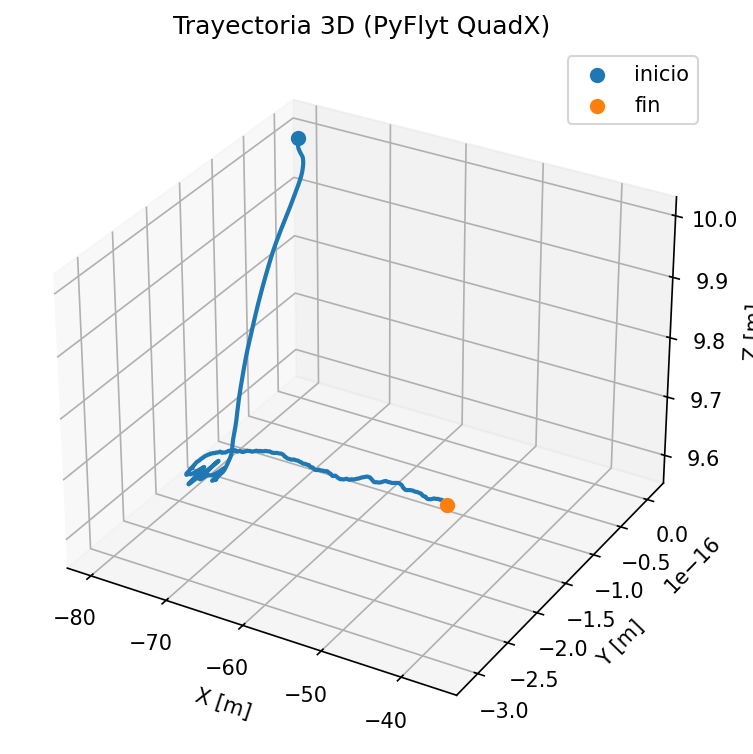 Trayectoria 3D (PyFlyt QuadX)
inicio
fin
10.0
9.9
9.8
9.7
9.6
Z [m]
0.0
−0.5
−1.0
−1.5
−2.0
−2.5
−3.0
1e−16
Y [m]
−80
−70
−60
−50
−40
X [m]